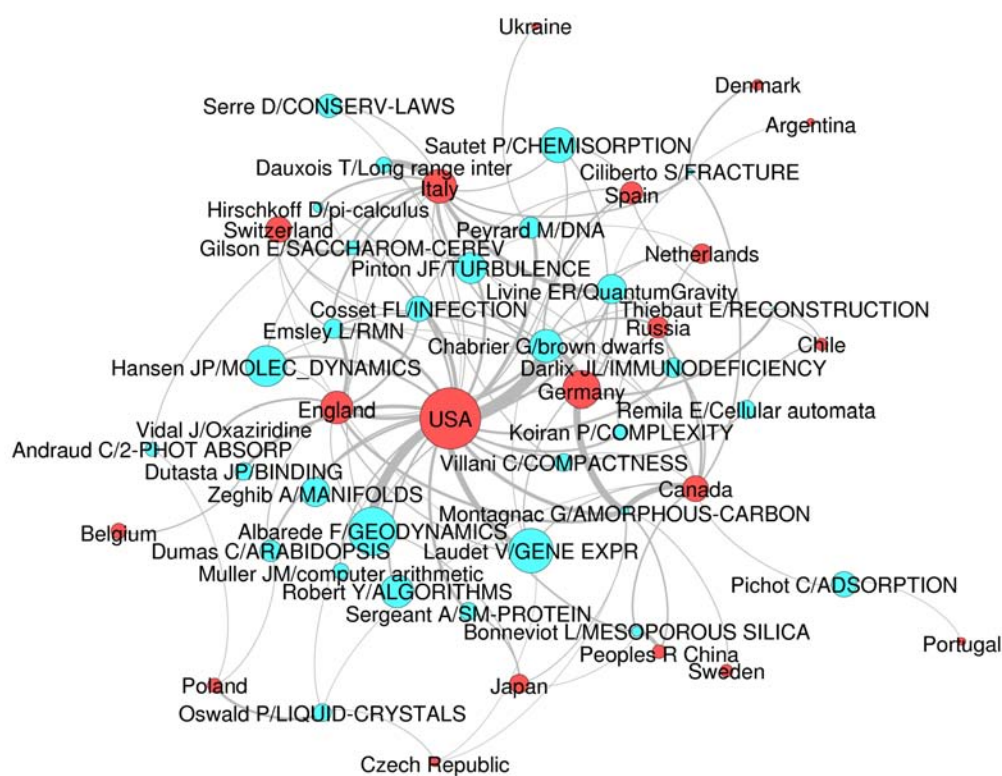 Ukraine
Denmark
Serre D/CONSERV-LAWS
Argentina
Sautet P/CHEMISORPTION
Dauxois T/Long range inter
Ciliberto S/FRACTURE
Italy
Spain
Hirschkoff D/pi-calculus
Switzerland
Peyrard M/DNA
Gilson E/SACCHAROM-CEREV
Netherlands
Pinton JF/TURBULENCE
Livine ER/QuantumGravity
Cosset FL/INFECTION
Thiebaut E/RECONSTRUCTION
Emsley L/RMN
Russia
Chabrier G/brown dwarfs
Chile
Hansen JP/MOLEC_DYNAMICS
Darlix JL/IMMUNODEFICIENCY
Germany
England
USA
Remila E/Cellular automata
Vidal J/Oxaziridine
Koiran P/COMPLEXITY
Andraud C/2-PHOT ABSORP
Villani C/COMPACTNESS
Dutasta JP/BINDING
Zeghib A/MANIFOLDS
Canada
Montagnac G/AMORPHOUS-CARBON
Belgium
Albarede F/GEODYNAMICS
Dumas C/ARABIDOPSIS
Laudet V/GENE EXPR
Muller JM/computer arithmetic
Pichot C/ADSORPTION
Robert Y/ALGORITHMS
Sergeant A/SM-PROTEIN
Bonneviot L/MESOPOROUS SILICA
Portugal
Peoples R China
Sweden
Poland
Japan
Oswald P/LIQUID-CRYSTALS
Czech Republic